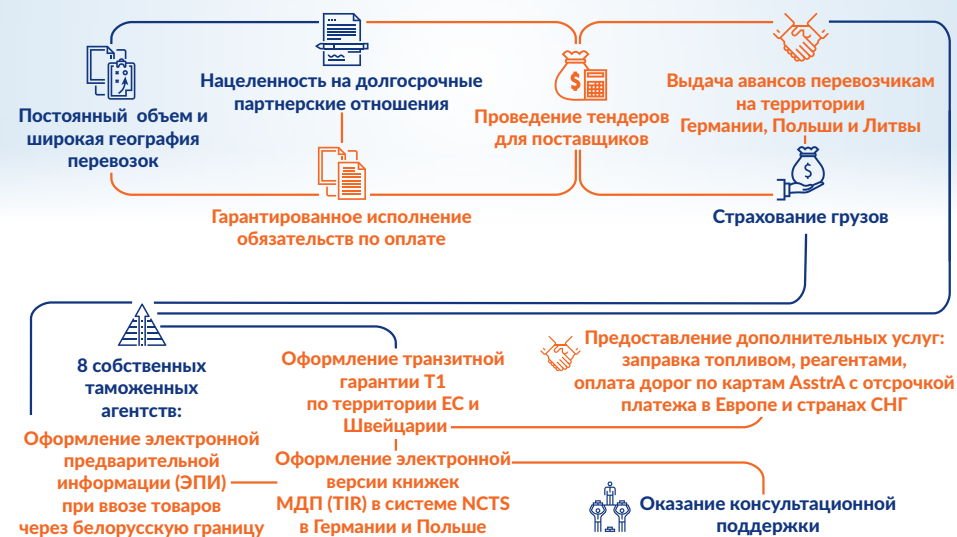 Постоянный объем и
широкая география
перевозок
Нацеленность на долгосрочные
партнерские отношения
Гарантированное исполнение
обязательств по оплате
Проведение тендеров
для поставщиков
Выдача авансов перевозчикам
на территории
Германии, Польши и Литвы
Страхование грузов
8 собственных
таможенных
агентств:
Оформление электронной
предварительной
информации (ЭПИ)
при ввозе товаров
через белорусскую границу
Оформление транзитной
гарантии Т1
по территории ЕС и
Швейцарии
Оформление электронной
версии книжек
МДП (TIR) в системе NCTS
в Германии и Польше
Предоставление дополнительных услуг:
заправка топливом, реагентами,
оплата дорог по картам AsstrA с отсрочкой
платежа в Европе и странах СНГ
Оказание консультационной
поддержки